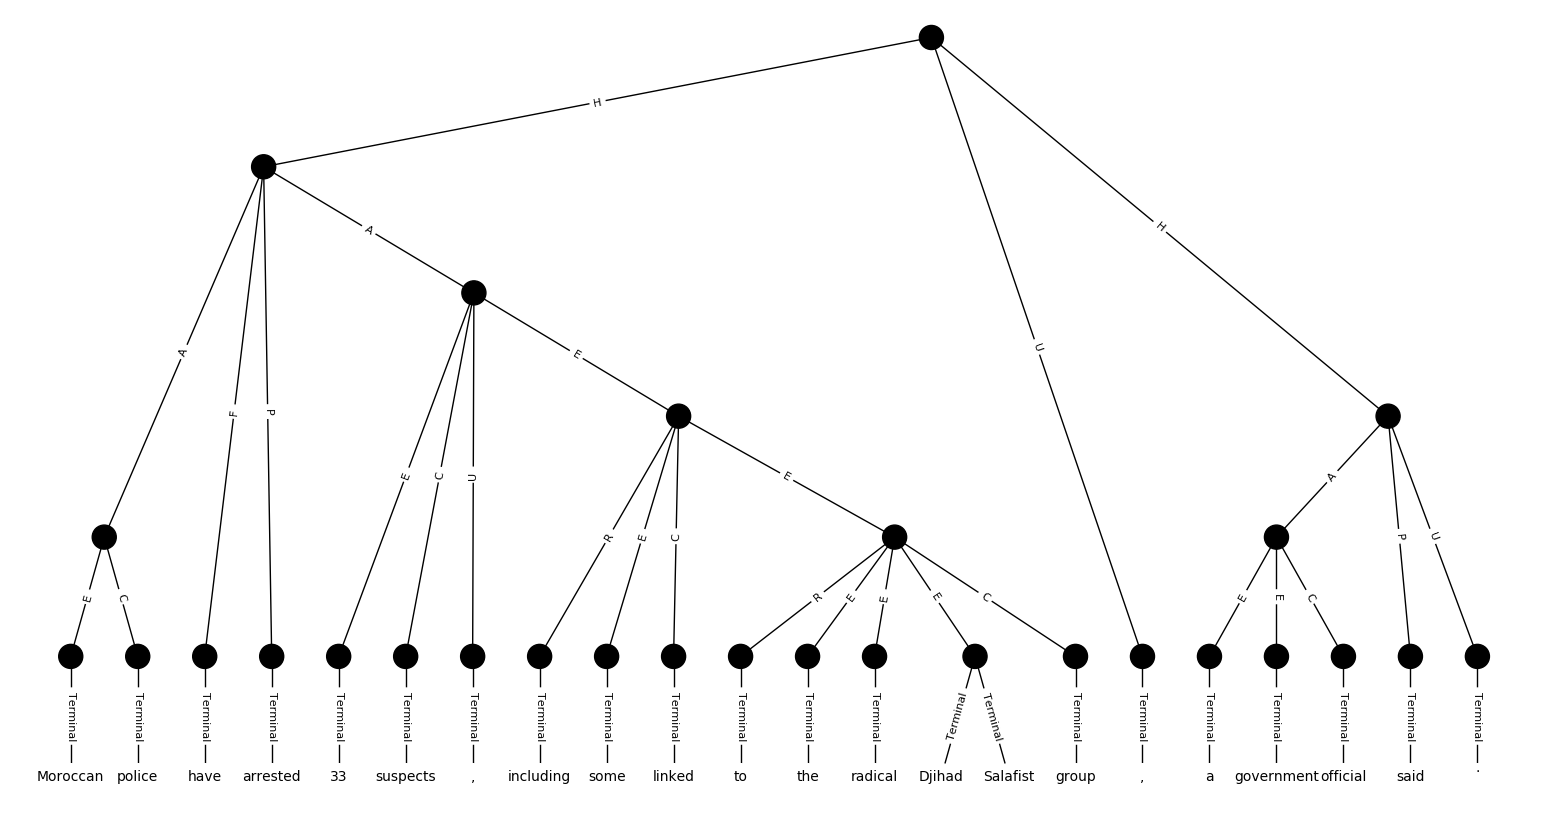 H
A
A
H
U
F
P
E
E
C
U
E
A
R
E
C
P
U
E
C
R
E
E
E
C
E
E
C
Terminal Terminal Terminal Terminal Terminal Terminal Terminal Terminal Terminal Terminal Terminal Terminal Terminal Terminal Terminal Terminal Terminal Terminal Terminal Terminal Terminal Terminal
Moroccan police have arrested 33 suspects , including some linked to the radical Djihad Salafist group , a government official said .